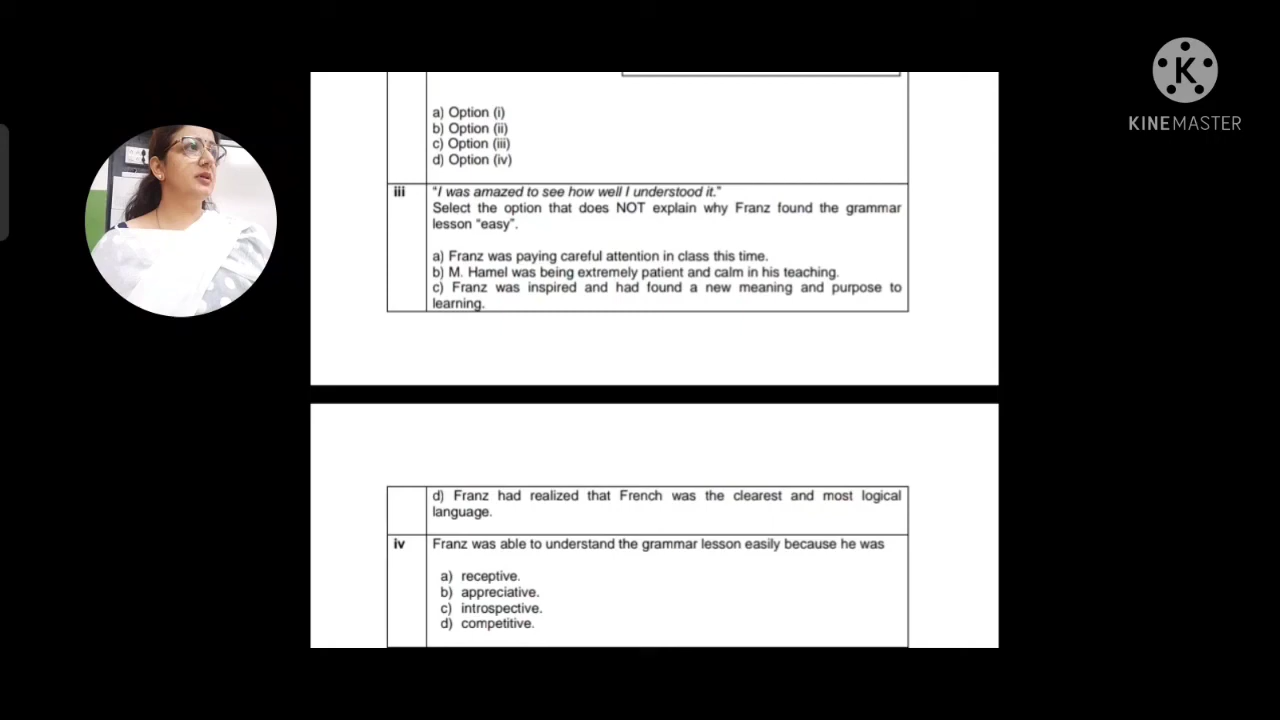 K
KINEMASTER
a) Option (i)
b) Option (ii)
c) Option (iii)
d) Option (iv)
iii "I was amazed to see how well I understood it."
Select the option that does NOT explain why Franz found the grammar
lesson "easy".
a) Franz was paying careful attention in class this time.
b) M. Hamel was being extremely patient and calm in his teaching.
c) Franz was inspired and had found a new meaning and purpose to
learning.
d) Franz had realized that French was the clearest and most logical
language.
iv Franz was able to understand the grammar lesson easily because he was
a) receptive.
b) appreciative.
c) introspective.
d) competitive.